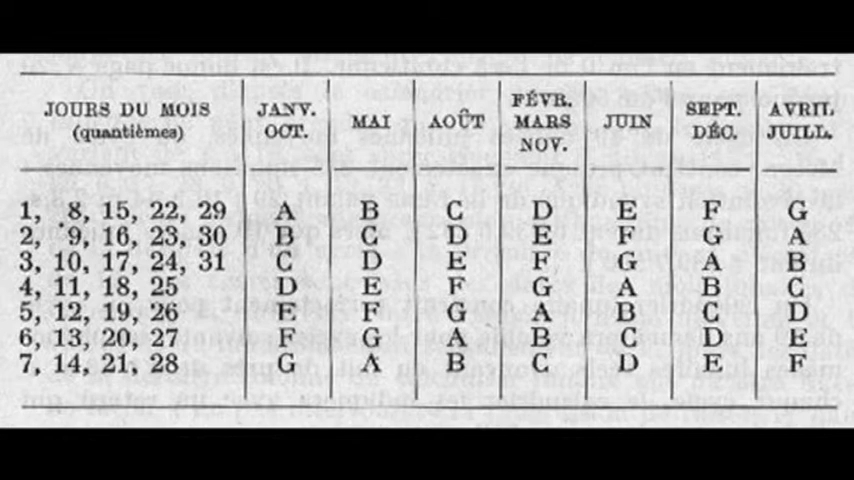 JOURS DU MOIS (quantièmes) JANV. OCT. MAI AOÛT FÉVR. MARS NOV. JUIN SEPT. DÉC. AVRIL JUILL.
1, 8, 15, 22, 29 A B C D E F G
2, 9, 16, 23, 30 B C D E F G A
3, 10, 17, 24, 31 C D E F G A B
4, 11, 18, 25 D E F G A B C
5, 12, 19, 26 E F G A B C D
6, 13, 20, 27 F G A B C D E
7, 14, 21, 28 G A B C D E F